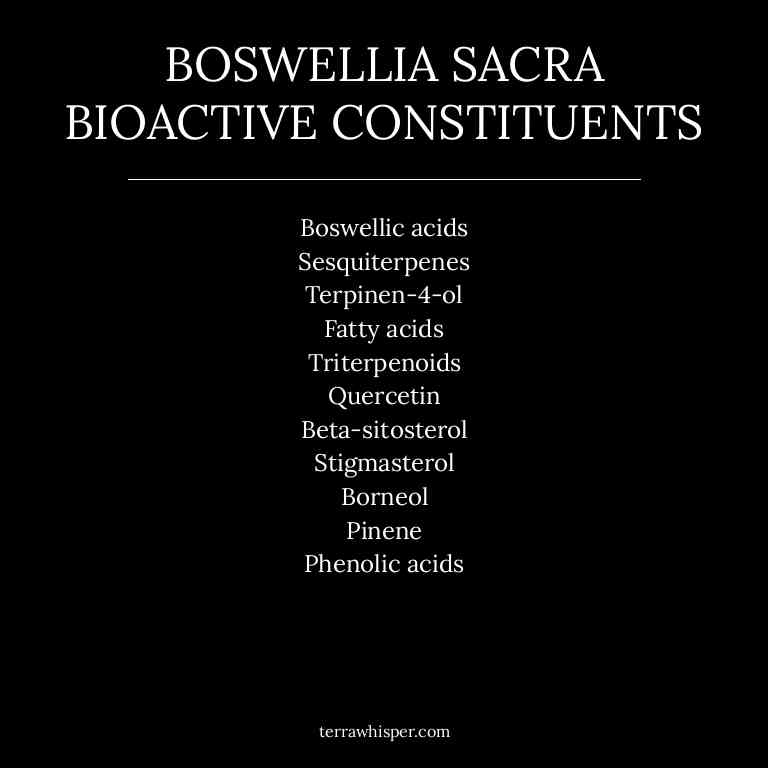 BOSWELLIA SACRA
BIOACTIVE CONSTITUENTS
Boswellic acids
Sesquiterpenes
Terpinen-4-ol
Fatty acids
Triterpenoids
Quercetin
Beta-sitosterol
Stigmasterol
Borneol
Pinene
Phenolic acids
terrawhisper.com